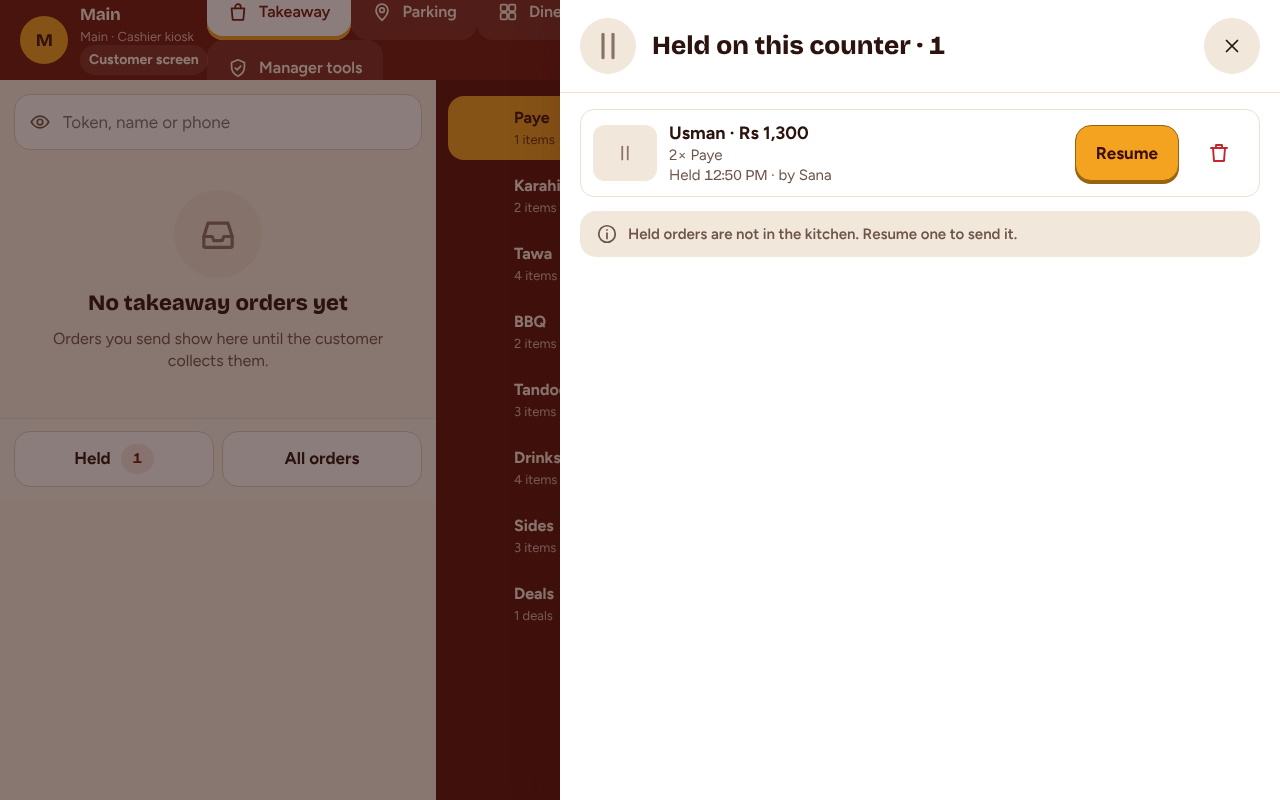 M
Main
Main · Cashier kiosk
Customer screen
Takeaway
Parking
Dine
Manager tools
Token, name or phone
No takeaway orders yet
Orders you send show here until the customer
collects them.
Held 1
All orders
Paye
1 items
Karahi
2 items
Tawa
4 items
BBQ
2 items
Tando
3 items
Drinks
4 items
Sides
3 items
Deals
1 deals
Held on this counter · 1
Usman · Rs 1,300
2× Paye
Held 12:50 PM · by Sana
Resume
Held orders are not in the kitchen. Resume one to send it.